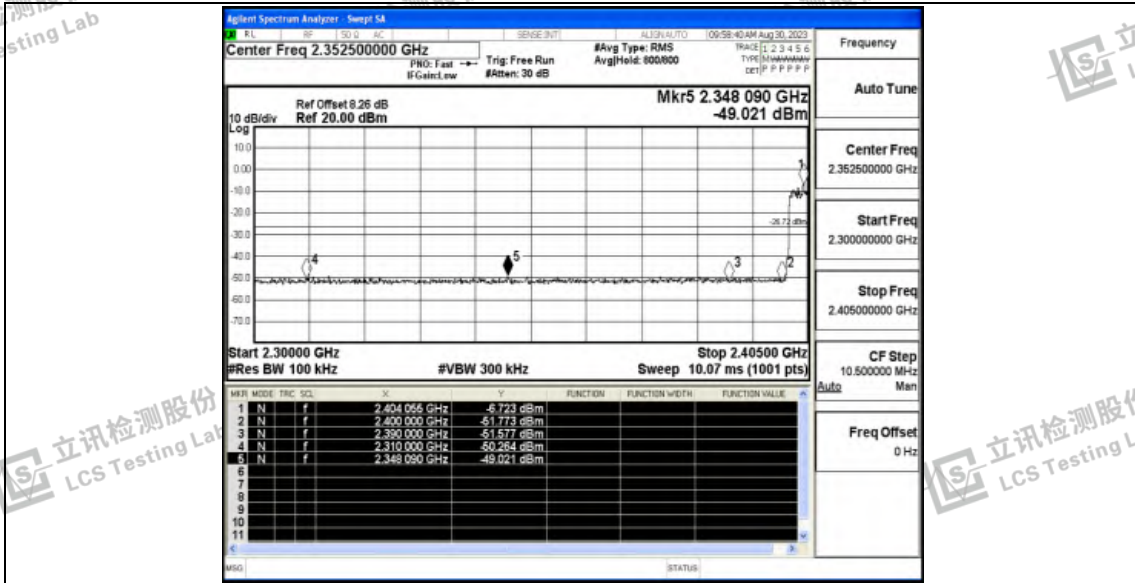 Agilent Spectrum Analyzer - Swept SA
RL RF 50 Ω AC SENSE:INT ALIGNAUTO 09:58:40 AM Aug 30, 2023
Center Freq 2.352500000 GHz
PNO: Fast
IFGain:Low
Trig: Free Run
#Atten: 30 dB
#Avg Type: RMS
Avg|Hold: 800/800
TRACE 1 2 3 4 5 6
TYPE
DET P P P P P P
Frequency
Auto Tune
Center Freq
2.352500000 GHz
Start Freq
2.300000000 GHz
Stop Freq
2.405000000 GHz
CF Step
10.500000 MHz
Auto Man
Freq Offset
0 Hz
Mkr5 2.348 090 GHz
-49.021 dBm
Ref Offset 8.26 dB
10 dB/div Ref 20.00 dBm
Log
10.0
0.00
-10.0
-20.0
-30.0
-40.0
-50.0
-60.0
-70.0
1
-26.72 dBm
4
5
3
2
Start 2.30000 GHz Stop 2.40500 GHz
#Res BW 100 kHz #VBW 300 kHz Sweep 10.07 ms (1001 pts)
MKR MODE TRC SCL X Y FUNCTION FUNCTION WIDTH FUNCTION VALUE
1 N f 2.404 055 GHz -6.723 dBm
2 N f 2.400 000 GHz -51.773 dBm
3 N f 2.390 000 GHz -51.577 dBm
4 N f 2.310 000 GHz -50.264 dBm
5 N f 2.348 090 GHz -49.021 dBm
6
7
8
9
10
11
MSG STATUS
立讯检测股份
LCS Testing Lab
立讯检测股份
LCS Testing Lab